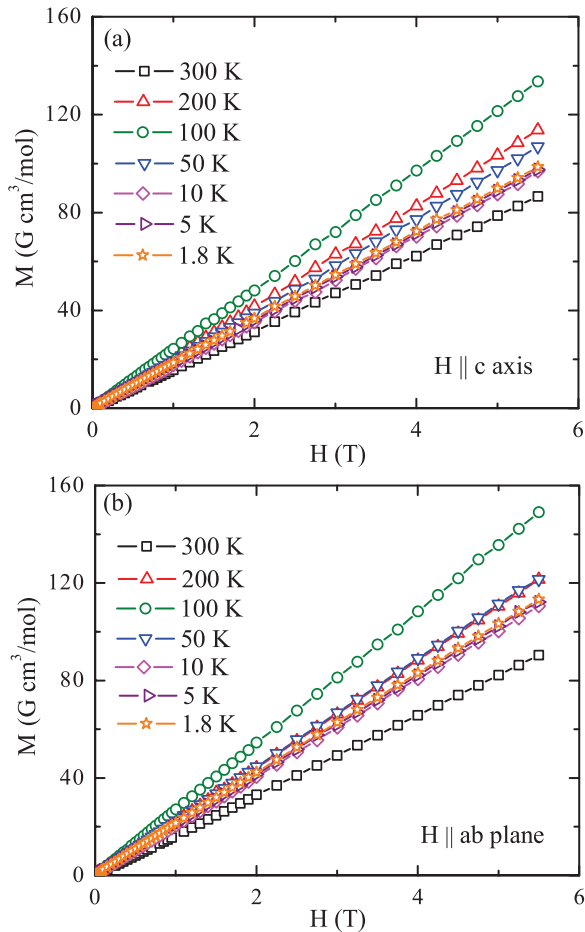 (a)
160
120
80
40
0
M (G cm³/mol)
300 K
200 K
100 K
50 K
10 K
5 K
1.8 K
H || c axis
0 2 4 6
H (T)
(b)
160
120
80
40
0
M (G cm³/mol)
300 K
200 K
100 K
50 K
10 K
5 K
1.8 K
H || ab plane
0 2 4 6
H (T)